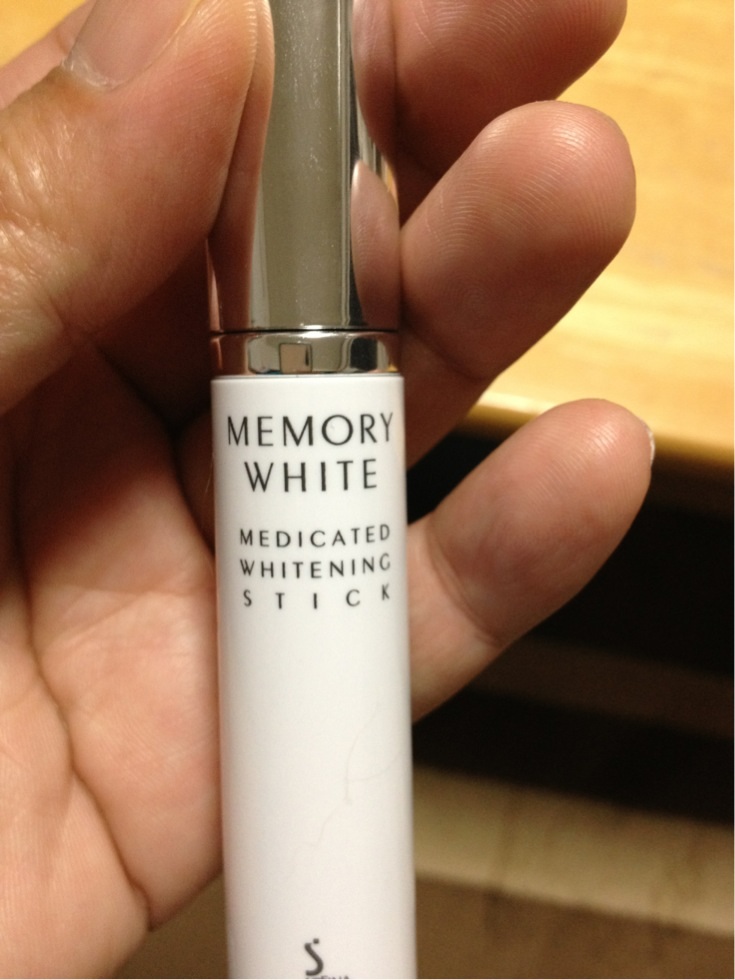 MEMORY
WHITE
MEDICATED
WHITENING
STICK
S